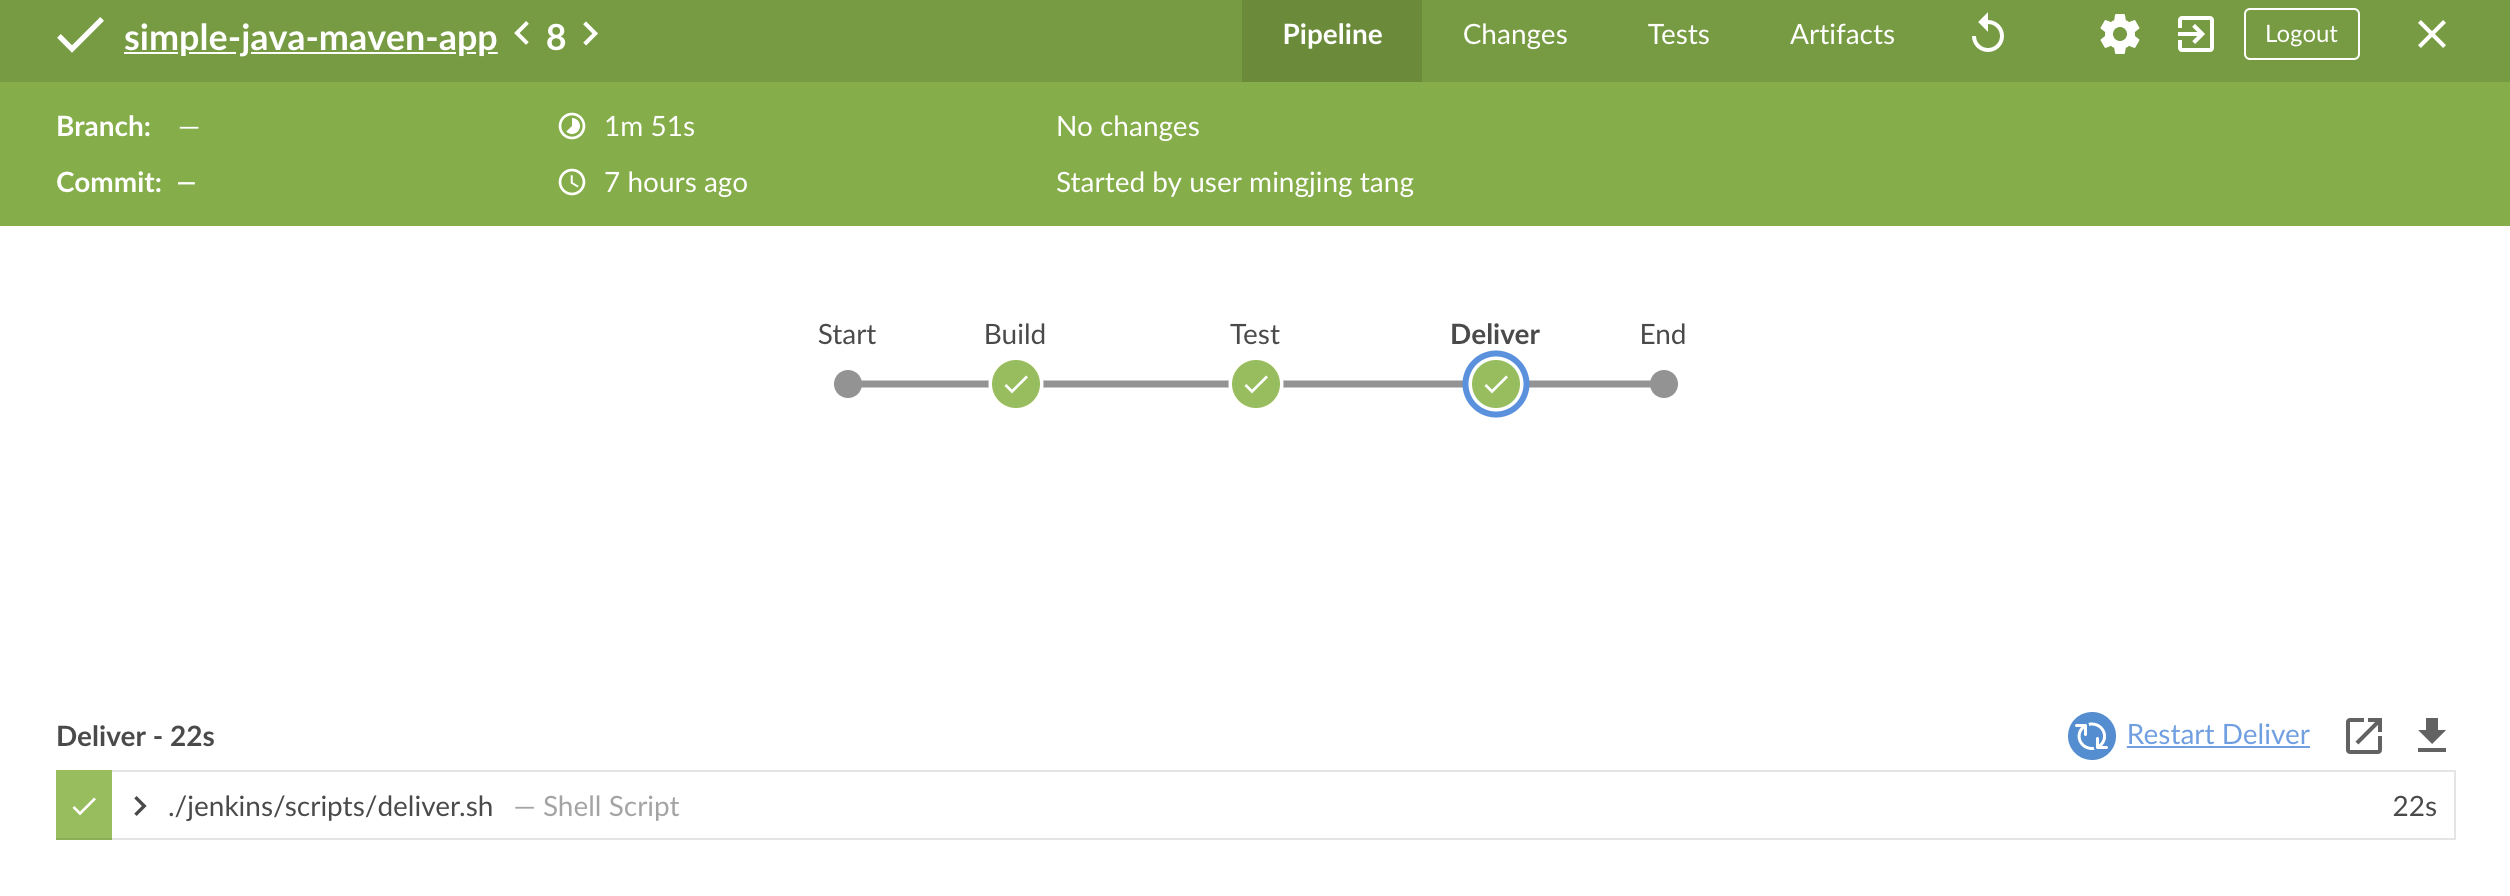 simple-java-maven-app < 8 > Pipeline Changes Tests Artifacts Logout
Branch: — 1m 51s No changes
Commit: — 7 hours ago Started by user mingjing tang
Start Build Test Deliver End
Deliver - 22s Restart Deliver
./jenkins/scripts/deliver.sh — Shell Script 22s